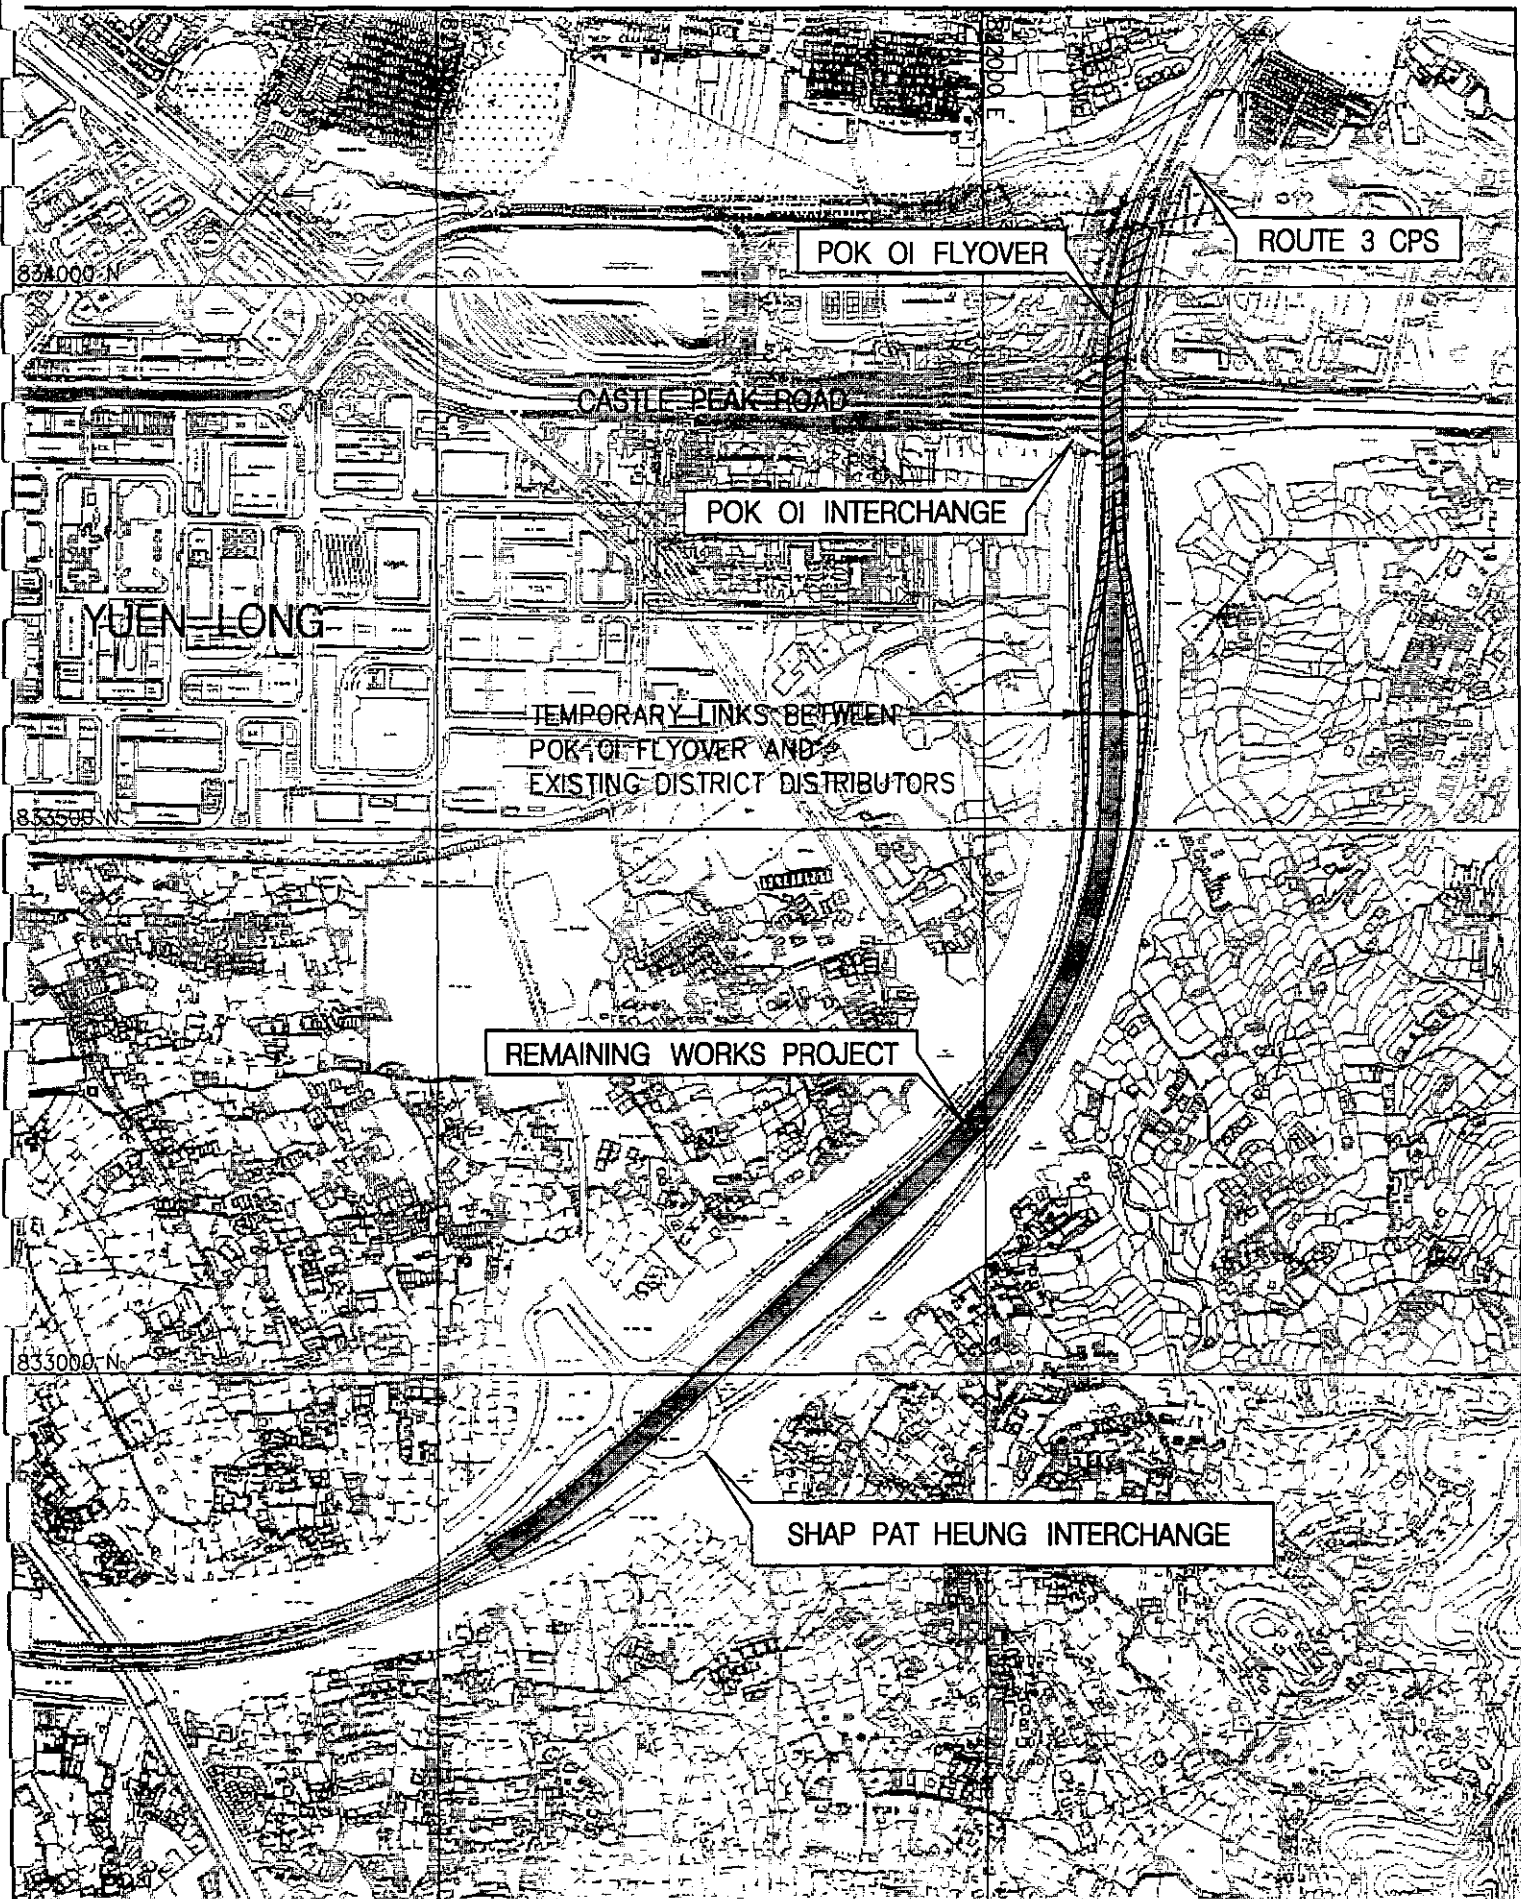 822000 E
POK OI FLYOVER
ROUTE 3 CPS
834000 N
CASTLE PEAK ROAD
POK OI INTERCHANGE
YUEN LONG
TEMPORARY LINKS BETWEEN
POK OI FLYOVER AND
EXISTING DISTRICT DISTRIBUTORS
833500 N
REMAINING WORKS PROJECT
833000 N
SHAP PAT HEUNG INTERCHANGE